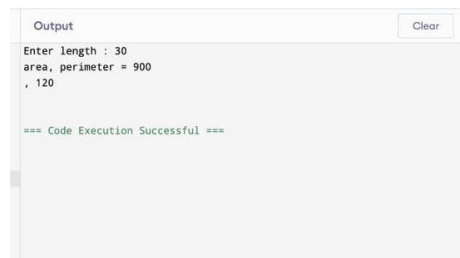 Output
Clear
Enter length : 30
area, perimeter = 900
, 120
=== Code Execution Successful ===